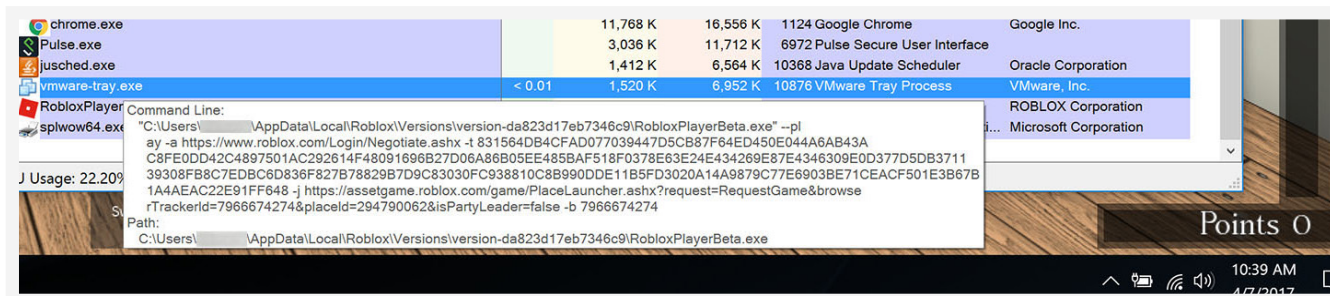 chrome.exe 11,768 K 16,556 K 1124 Google Chrome Google Inc.
Pulse.exe 3,036 K 11,712 K 6972 Pulse Secure User Interface
jusched.exe 1,412 K 6,564 K 10368 Java Update Scheduler Oracle Corporation
vmware-tray.exe < 0.01 1,520 K 6,952 K 10876 VMware Tray Process VMware, Inc.
RobloxPlayer ROBLOX Corporation
splwow64.exe Microsoft Corporation
Command Line:
"C:\Users\ \AppData\Local\Roblox\Versions\version-da823d17eb7346c9\RobloxPlayerBeta.exe" --pl
ay -a https://www.roblox.com/Login/Negotiate.ashx -t 831564DB4CFAD077039447D5CB87F64ED450E044A6AB43A
C8FE0DD42C4897501AC292614F48091696B27D06A86B05EE485BAF518F0378E63E24E434269E87E4346309E0D377D5DB3711
39308439FB8C7EDBC6D836F827B78829B7D9C83030FC938810C8B990DDE11B5FD3020A14A9879C77E6903BE71CEACF501E3B67B
1A4AEAC22E91FF648 -j https://assetgame.roblox.com/game/PlaceLauncher.ashx?request=RequestGame&browse
rTrackerId=7966674274&placeId=294790062&isPartyLeader=false -b 7966674274
Path:
C:\Users\ \AppData\Local\Roblox\Versions\version-da823d17eb7346c9\RobloxPlayerBeta.exe
U Usage: 22.20%
Points 0
10:39 AM
4/7/2017